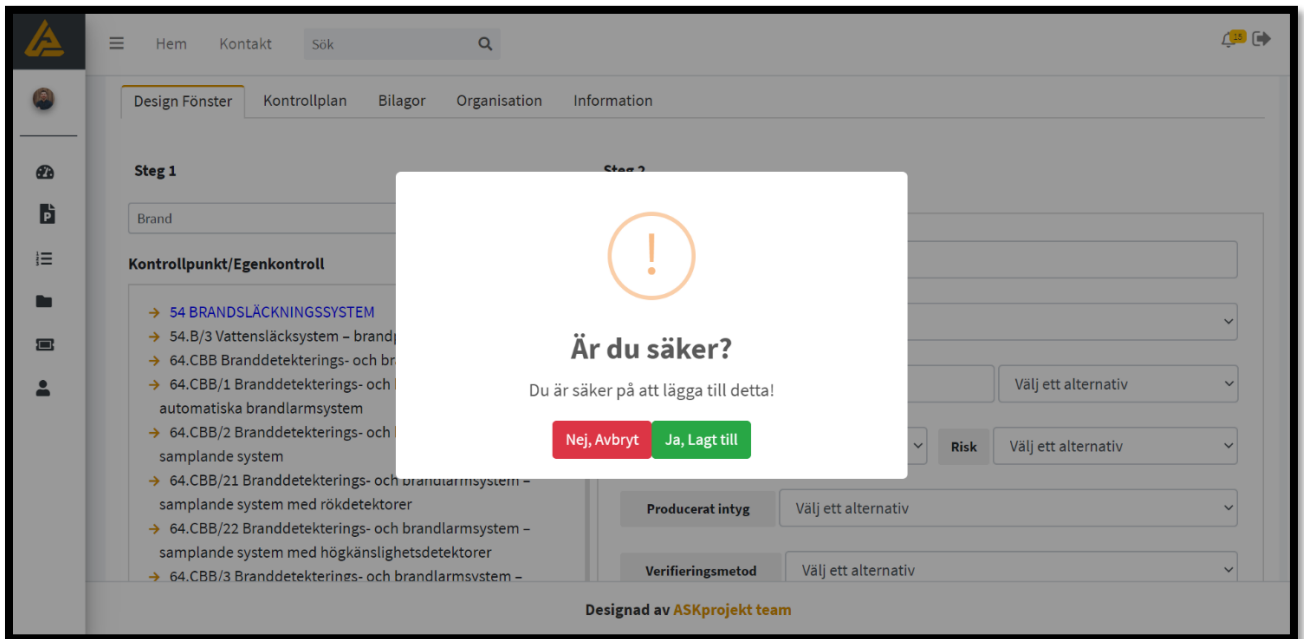 Hem Kontakt Sök 15
Design Fönster Kontrollplan Bilagor Organisation Information
Steg 1
Brand
Kontrollpunkt/Egenkontroll
54 BRANDSLÄCKNINGSSYSTEM
54.B/3 Vattensläcksystem –
64.CBB Branddetekterings- och
64.CBB/1 Branddetekterings- och
automatiska brandlarmsystem
64.CBB/2 Branddetekterings- och
samplande system
64.CBB/21 Branddetekterings- och brandlarmsystem –
samplande system med rökdetektorer
64.CBB/22 Branddetekterings- och brandlarmsystem –
samplande system med högkänslighetsdetektorer
64.CBB/3 Branddetekterings- och brandlarmsystem –
Steg 2
Är du säker?
Du är säker på att lägga till detta!
Nej, Avbryt Ja, Lagt till
Välj ett alternativ
Risk Välj ett alternativ
Producerat intyg Välj ett alternativ
Verifieringsmetod Välj ett alternativ
Designad av ASKprojekt team